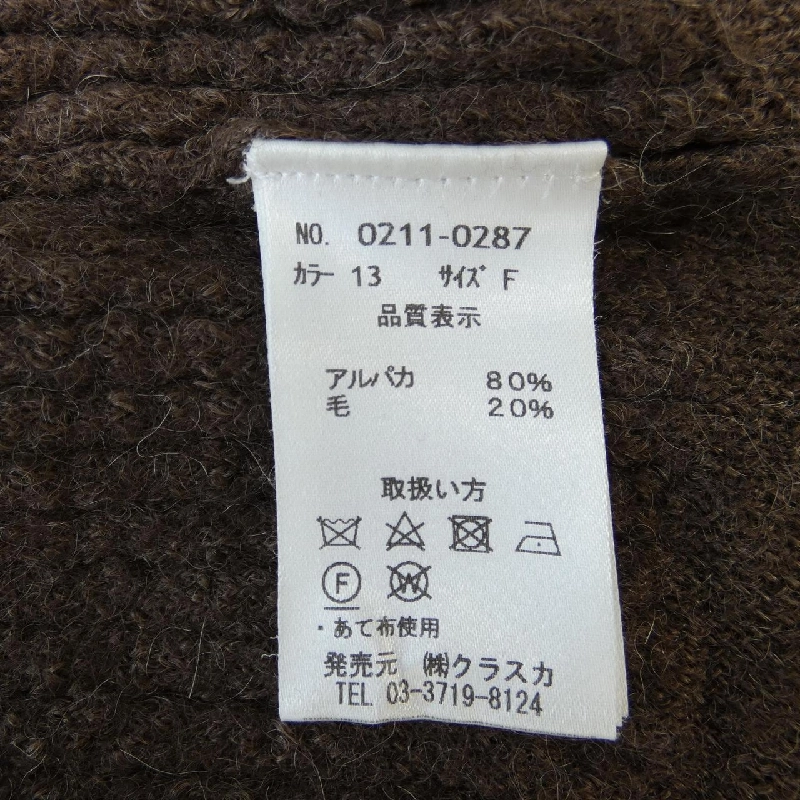 NO. 0211-0287
ｶﾗｰ 13 ｻｲｽﾞ F
品質表示
アルパカ 80%
毛 20%
取扱い方
F W
・あて布使用
発売元 ㈱クラスカ
TEL 03-3719-8124